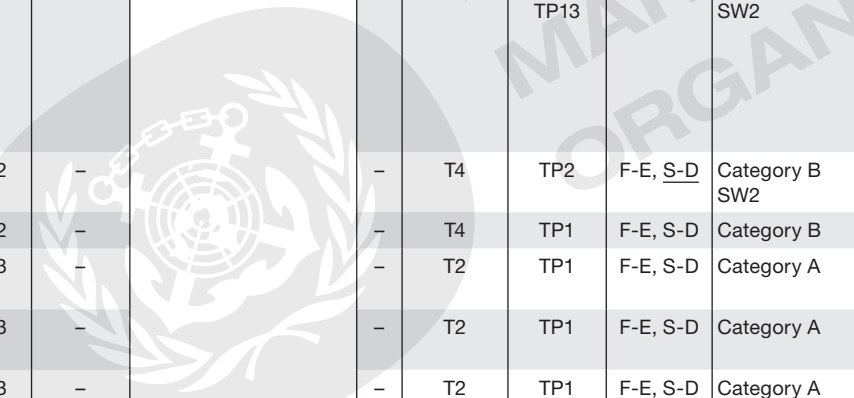 TP13 SW2
2 – – T4 TP2 F-E, S-D Category B
SW2
2 – – T4 TP1 F-E, S-D Category B
3 – – T2 TP1 F-E, S-D Category A
3 – – T2 TP1 F-E, S-D Category A
3 – – T2 TP1 F-E, S-D Category A
ORGAN